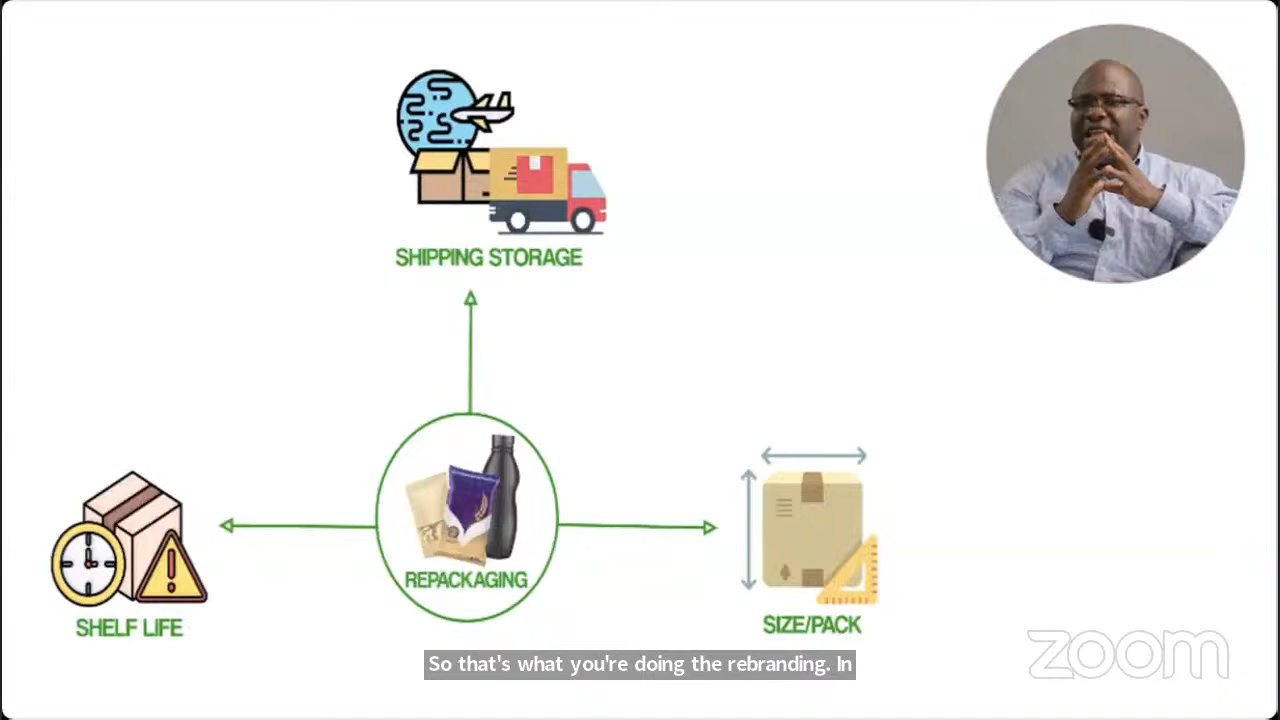 SHIPPING STORAGE
REPACKAGING
SHELF LIFE
SIZE/PACK
So that's what you're doing the rebranding. In
zoom